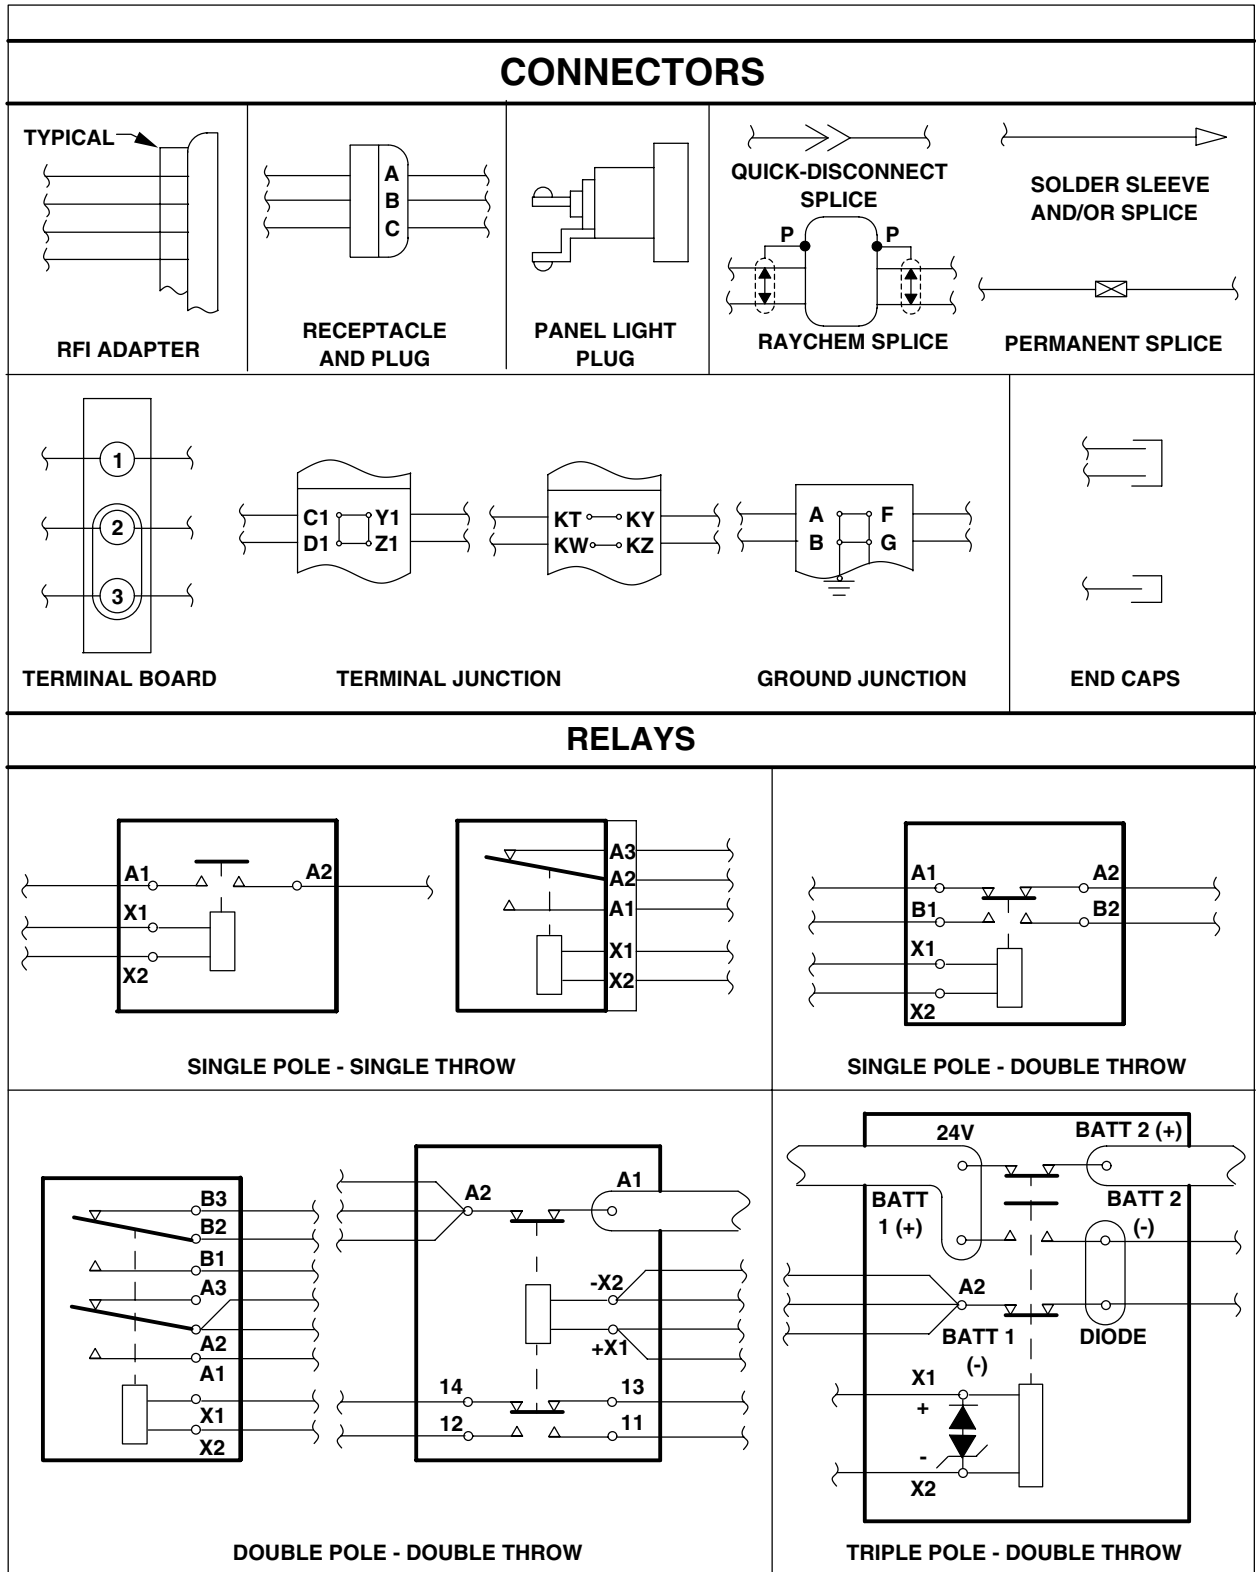 CONNECTORS
TYPICAL
RFI ADAPTER
A
B
C
RECEPTACLE
AND PLUG
PANEL LIGHT
PLUG
QUICK-DISCONNECT
SPLICE
P P
RAYCHEM SPLICE
SOLDER SLEEVE
AND/OR SPLICE
PERMANENT SPLICE
1
2
3
TERMINAL BOARD
C1 Y1
D1 Z1
KT KY
KW KZ
TERMINAL JUNCTION
A F
B G
GROUND JUNCTION
END CAPS
RELAYS
A1 A2
X1
X2
A3
A2
A1
X1
X2
SINGLE POLE - SINGLE THROW
A1 A2
B1 B2
X1
X2
SINGLE POLE - DOUBLE THROW
B3
B2
B1
A3
A2
A1
X1
X2
A2 A1
-X2
+X1
14 13
12 11
DOUBLE POLE - DOUBLE THROW
24V BATT 2 (+)
BATT
1 (+)
BATT 2
(-)
A2
BATT 1
(-)
DIODE
X1
+
-
X2
TRIPLE POLE - DOUBLE THROW